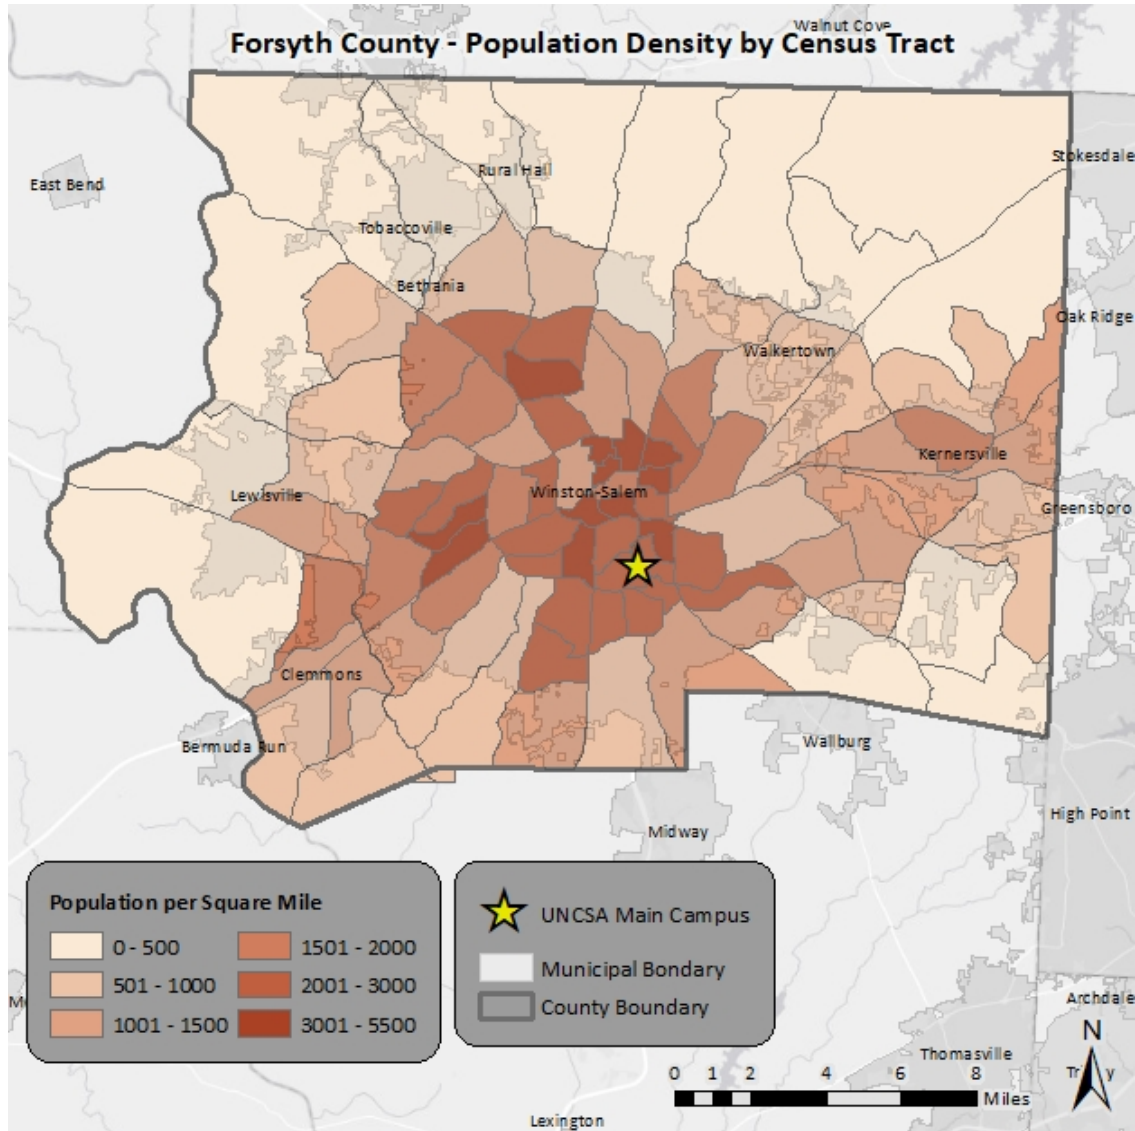 Walnut Cove
Forsyth County - Population Density by Census Tract
Stokesdale
Rural Hall
East Bend
Tobaccoville
Bethania
Oak Ridge
Walkertown
Kernersville
Winston-Salem
Lewisville
Greensboro
Clemmons
Bermuda Run
Wallburg
High Point
Midway
Population per Square Mile
0 - 500
501 - 1000
1001 - 1500
1501 - 2000
2001 - 3000
3001 - 5500
UNCSA Main Campus
Municipal Bondary
County Boundary
Archdale
N
Thomasville
0 1 2 4 6 8
Miles
Lexington